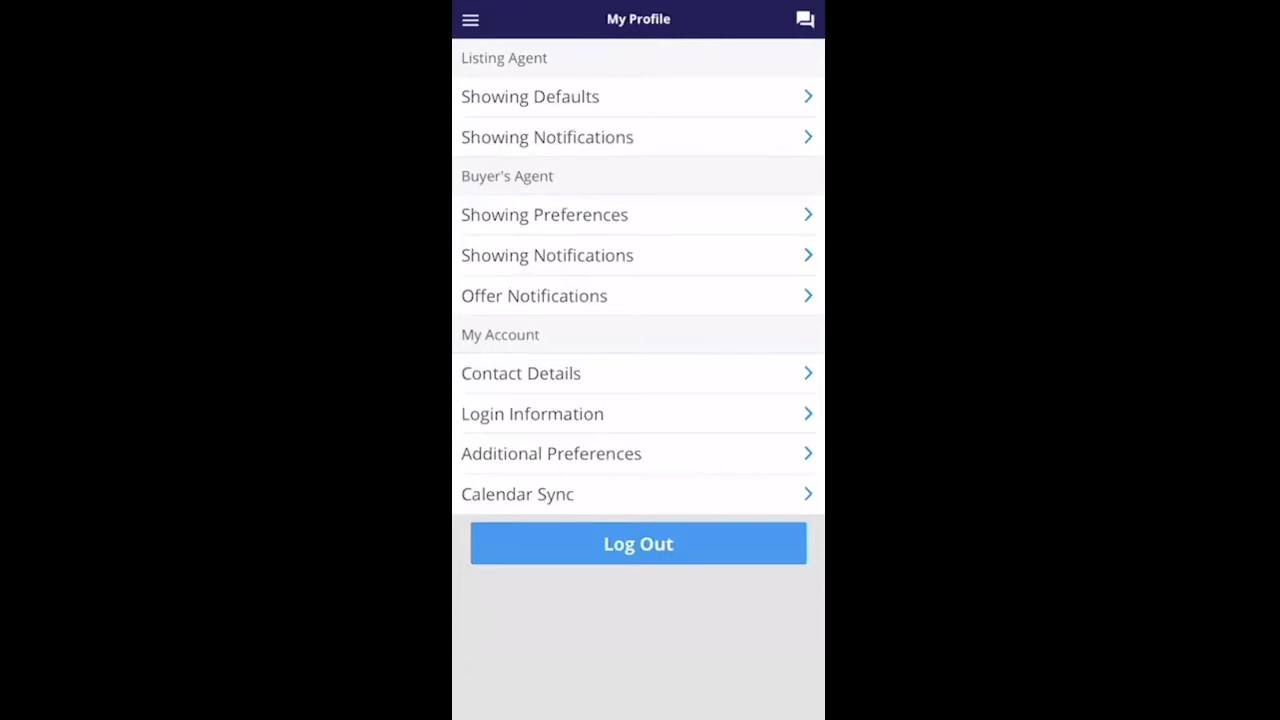 My Profile
Listing Agent
Showing Defaults
Showing Notifications
Buyer's Agent
Showing Preferences
Showing Notifications
Offer Notifications
My Account
Contact Details
Login Information
Additional Preferences
Calendar Sync
Log Out